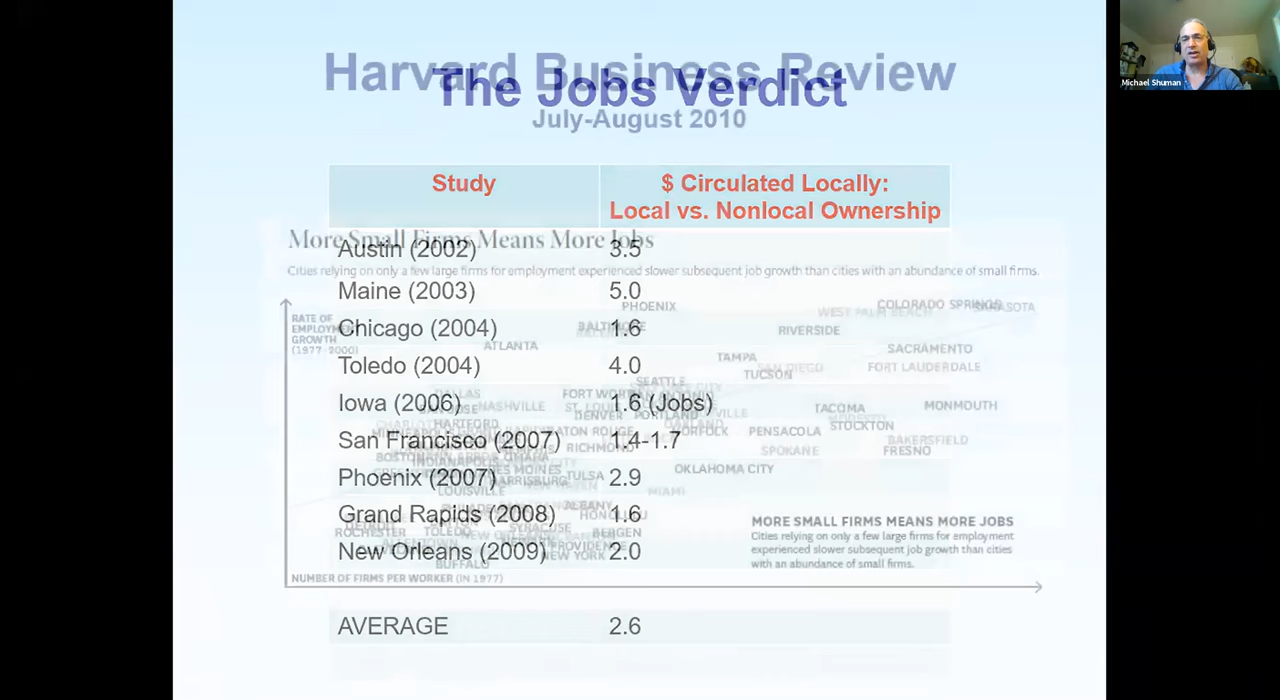 Harvard Business Review
The Jobs Verdict
July-August 2010
Michael Shuman
Study
$ Circulated Locally:
Local vs. Nonlocal Ownership
Austin (2002) 3.5
Maine (2003) 5.0
Chicago (2004) 1.6
Toledo (2004) 4.0
Iowa (2006) 1.6 (Jobs)
San Francisco (2007) 1.4-1.7
Phoenix (2007) 2.9
Grand Rapids (2008) 1.6
New Orleans (2009) 2.0
AVERAGE 2.6
More Small Firms Means More Jobs
Cities relying on only a few large firms for employment experienced slower subsequent job growth than cities with an abundance of small firms.
RATE OF
EMPLOYMENT
GROWTH
(1977-2000)
PHOENIX
COLORADO SPRINGS
SARASOTA
WEST PALM BEACH
BALTIMORE
RIVERSIDE
ATLANTA
SACRAMENTO
TAMPA
SAN DIEGO
FORT LAUDERDALE
TUCSON
SEATTLE
DALLAS
FORT WORTH
NASHVILLE
TACOMA
MONMOUTH
DENVER
PORTLAND
STOCKTON
HARTFORD
BATON ROUGE
NORFOLK
PENSACOLA
BAKERSFIELD
RICHMOND
SPOKANE
FRESNO
BOSTON
OMAHA
INDIANAPOLIS
DES MOINES
OKLAHOMA CITY
HARRISBURG
TULSA
LOUISVILLE
MIAMI
ALBANY
HONOLULU
DETROIT
ROCHESTER
TOLEDO
SYRACUSE
BERGEN
PROVIDENCE
NEW YORK
BUFFALO
MORE SMALL FIRMS MEANS MORE JOBS
Cities relying on only a few large firms for employment
experienced slower subsequent job growth than cities
with an abundance of small firms.
NUMBER OF FIRMS PER WORKER (IN 1977)